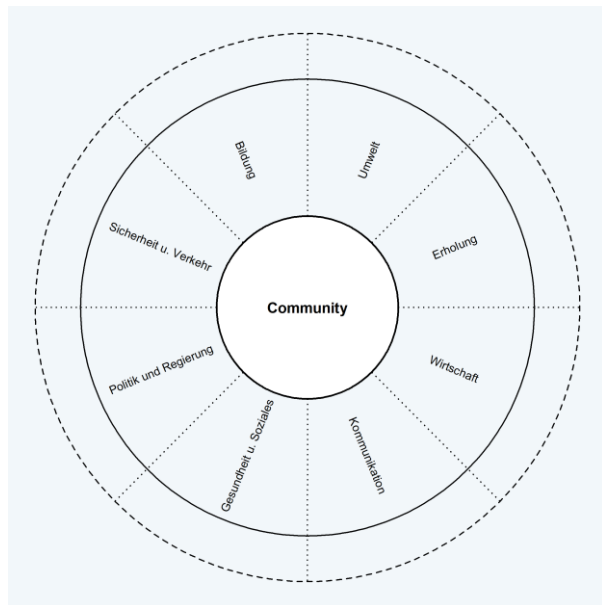 Bildung
Umwelt
Sicherheit u. Verkehr
Erholung
Community
Politik und Regierung
Wirtschaft
Gesundheit u. Soziales
Kommunikation